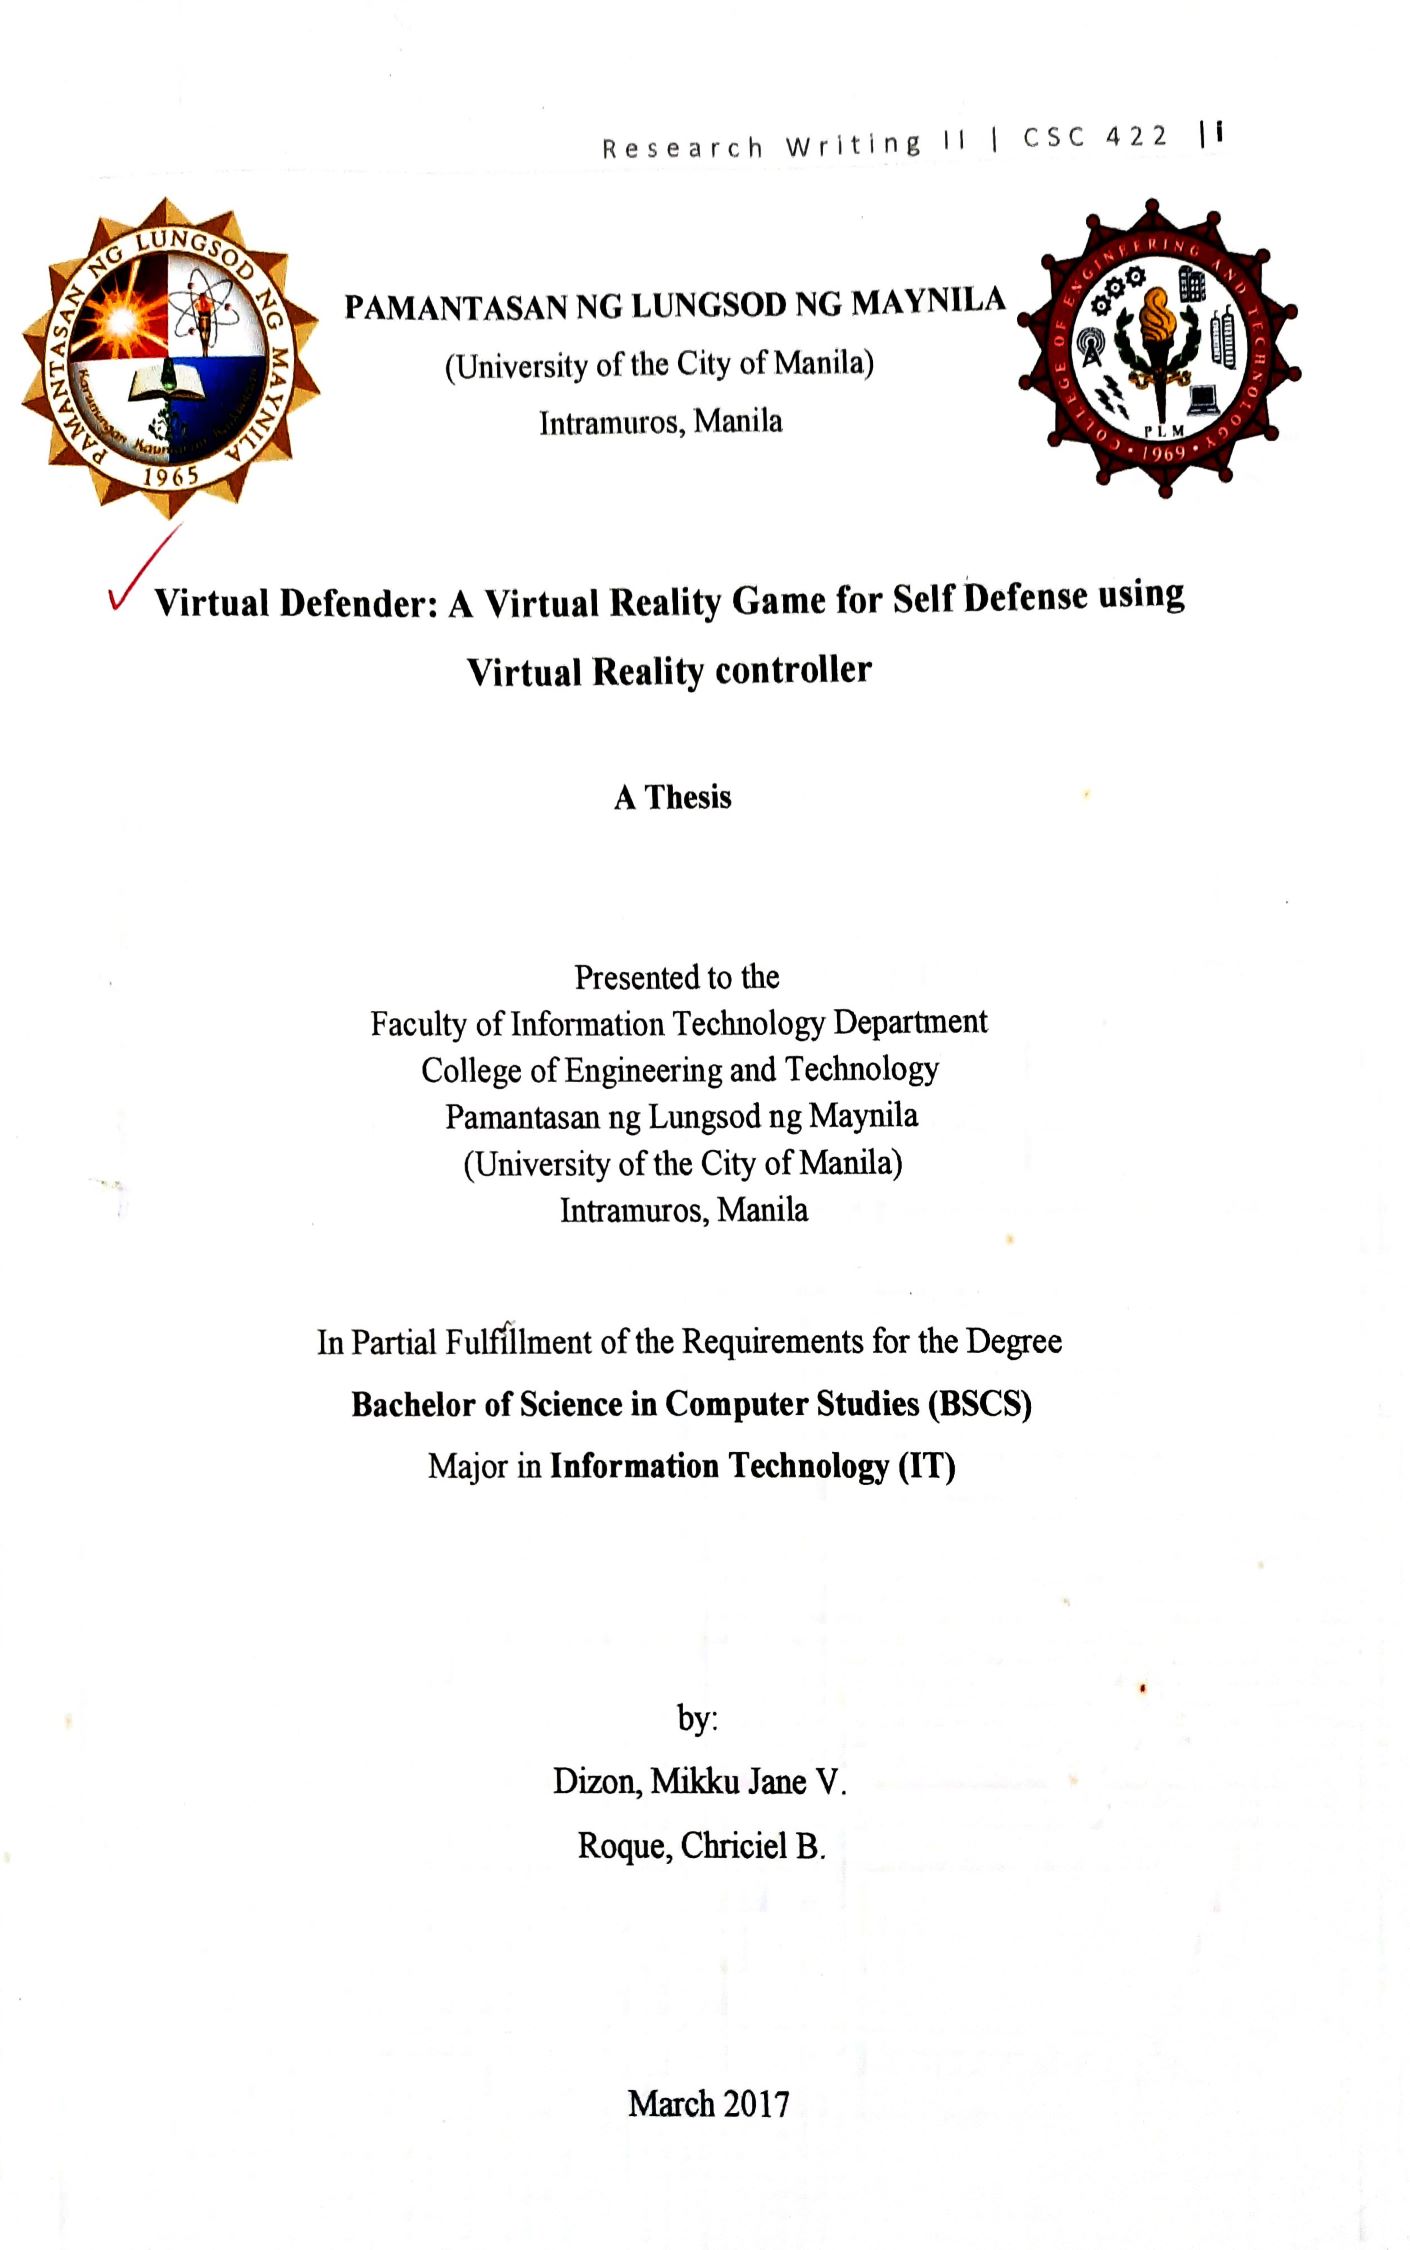 Research Writing II | CSC 422 | i
PAMANTASAN NG LUNGSOD NG MAYNILA
1965
PAMANTASAN NG LUNGSOD NG MAYNILA
(University of the City of Manila)
Intramuros, Manila
COLLEGE OF ENGINEERING AND TECHNOLOGY
PLM
1969
Virtual Defender: A Virtual Reality Game for Self Defense using
Virtual Reality controller
A Thesis
Presented to the
Faculty of Information Technology Department
College of Engineering and Technology
Pamantasan ng Lungsod ng Maynila
(University of the City of Manila)
Intramuros, Manila
In Partial Fulfillment of the Requirements for the Degree
Bachelor of Science in Computer Studies (BSCS)
Major in Information Technology (IT)
by:
Dizon, Mikku Jane V.
Roque, Chriciel B.
March 2017